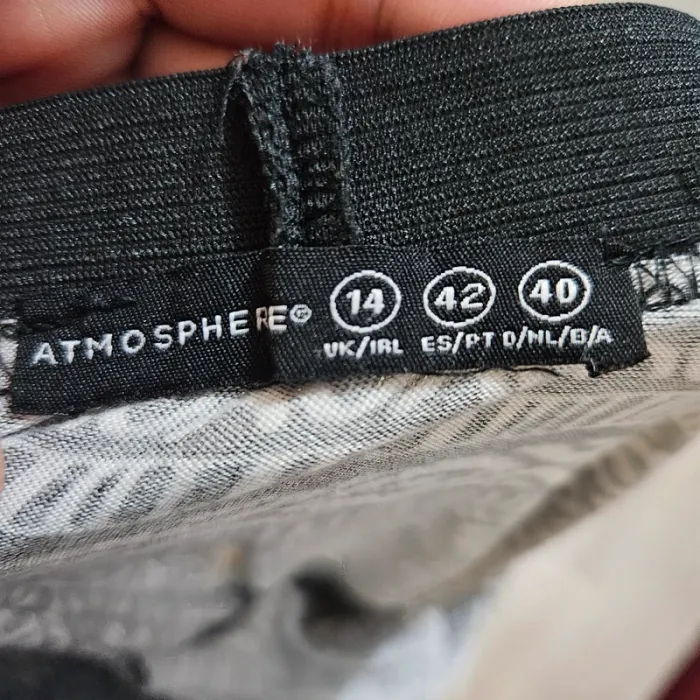 ATMOSPHERE® 14 42 40
UK/IRL ES/PT D/NL/B/A